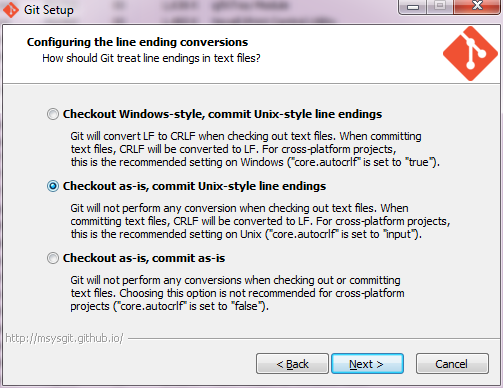 Git Setup
Configuring the line ending conversions
How should Git treat line endings in text files?
Checkout Windows-style, commit Unix-style line endings
Git will convert LF to CRLF when checking out text files. When committing
text files, CRLF will be converted to LF. For cross-platform projects,
this is the recommended setting on Windows ("core.autocrlf" is set to "true").
Checkout as-is, commit Unix-style line endings
Git will not perform any conversion when checking out text files. When
committing text files, CRLF will be converted to LF. For cross-platform projects,
this is the recommended setting on Unix ("core.autocrlf" is set to "input").
Checkout as-is, commit as-is
Git will not perform any conversions when checking out or committing
text files. Choosing this option is not recommended for cross-platform
projects ("core.autocrlf" is set to "false").
http://msysgit.github.io/
< Back Next > Cancel